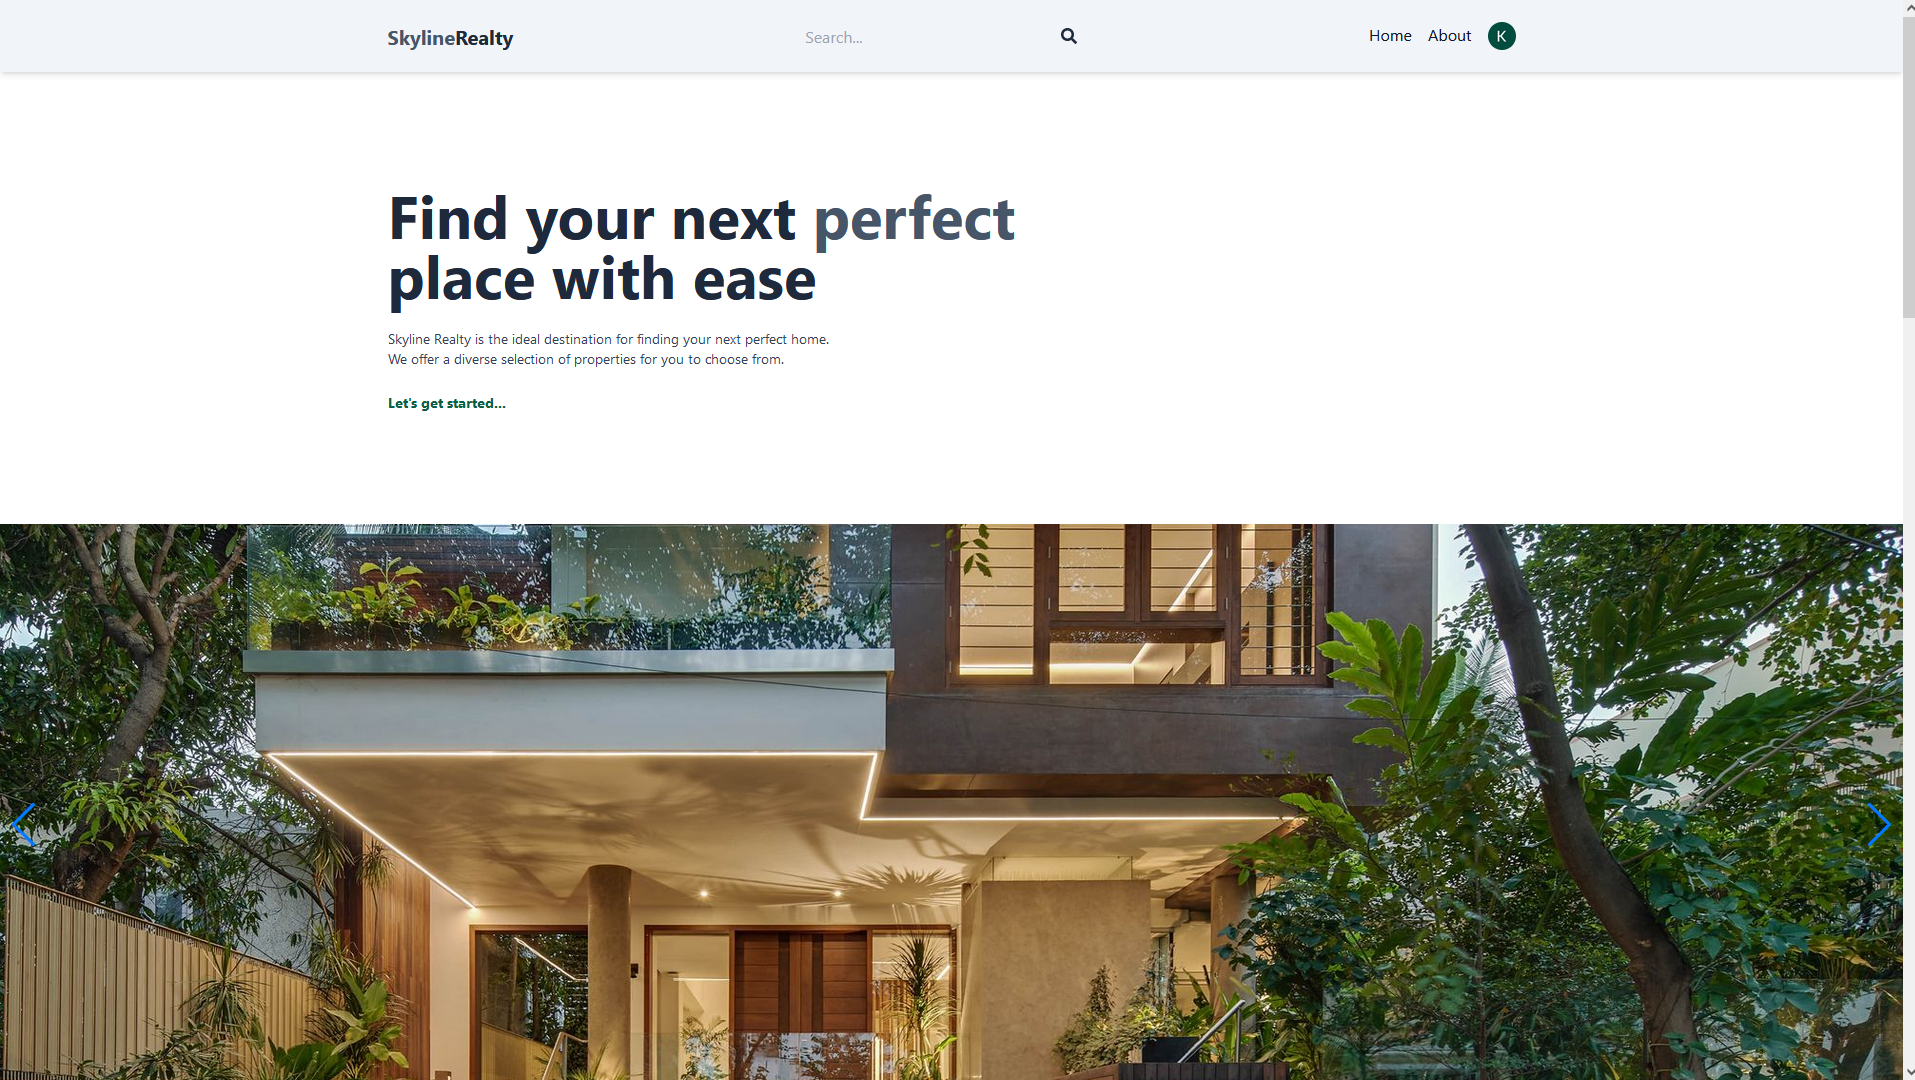 SkylineRealty
Search...
Home
About
K
Find your next perfect
place with ease
Skyline Realty is the ideal destination for finding your next perfect home.
We offer a diverse selection of properties for you to choose from.
Let's get started...